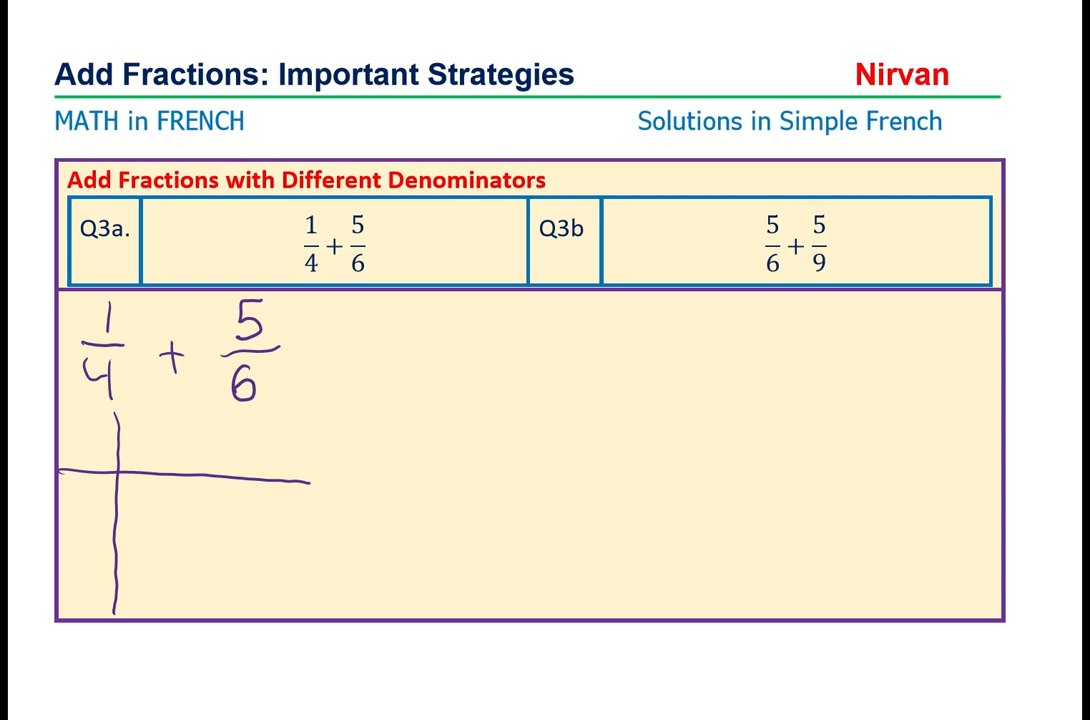 Add Fractions: Important Strategies Nirvan
MATH in FRENCH Solutions in Simple French
Add Fractions with Different Denominators
Q3a. 1/4 + 5/6 Q3b 5/6 + 5/9
1/4 + 5/6